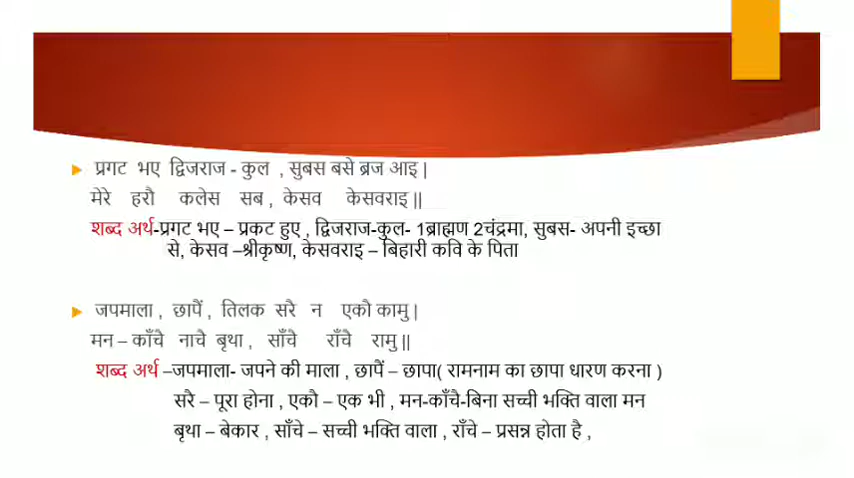 प्रगट भए द्विजराज - कुल , सुबस बसे ब्रज आइ |
मेरे हरौ कलेस सब , केसव केसवराइ ||
शब्द अर्थ-प्रगट भए – प्रकट हुए , द्विजराज-कुल- 1ब्राह्मण 2चंद्रमा, सुबस- अपनी इच्छा
से, केसव –श्रीकृष्ण, केसवराइ – बिहारी कवि के पिता
जपमाला , छापैं , तिलक सरै न एकौ कामु |
मन – काँचै नाचै बृथा , साँचै राँचै रामु ||
शब्द अर्थ –जपमाला- जपने की माला , छापैं – छापा( रामनाम का छापा धारण करना )
सरै – पूरा होना , एकौ – एक भी , मन-काँचै-बिना सच्ची भक्ति वाला मन
बृथा – बेकार , साँचे – सच्ची भक्ति वाला , राँचे – प्रसन्न होता है ,